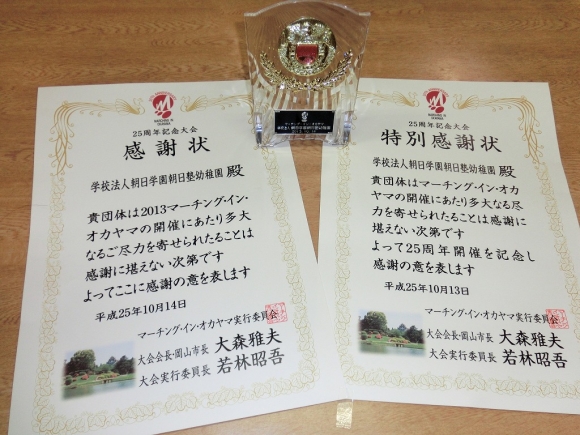 25周年記念大会
感謝状
学校法人朝日学園朝日塾幼稚園 殿
貴団体は2013マーチング・イン・
オカヤマの開催にあたり多大
なるご尽力を寄せられたることは
感謝に堪えない次第です
よってここに感謝の意を表します
平成25年10月14日
マーチング・イン・オカヤマ実行委員会
大会会長・岡山市長 大森雅夫
大会実行委員長 若林昭吾
25周年記念大会
特別感謝状
学校法人朝日学園朝日塾幼稚園 殿
貴団体はマーチング・イン・オカ
ヤマの開催にあたり多大なる尽
力を寄せられたることは感謝に
堪えない次第です
よって25周年開催を記念し
感謝の意を表します
平成25年10月13日
マーチング・イン・オカヤマ実行委員会
大会会長・岡山市長 大森雅夫
大会実行委員長 若林昭吾